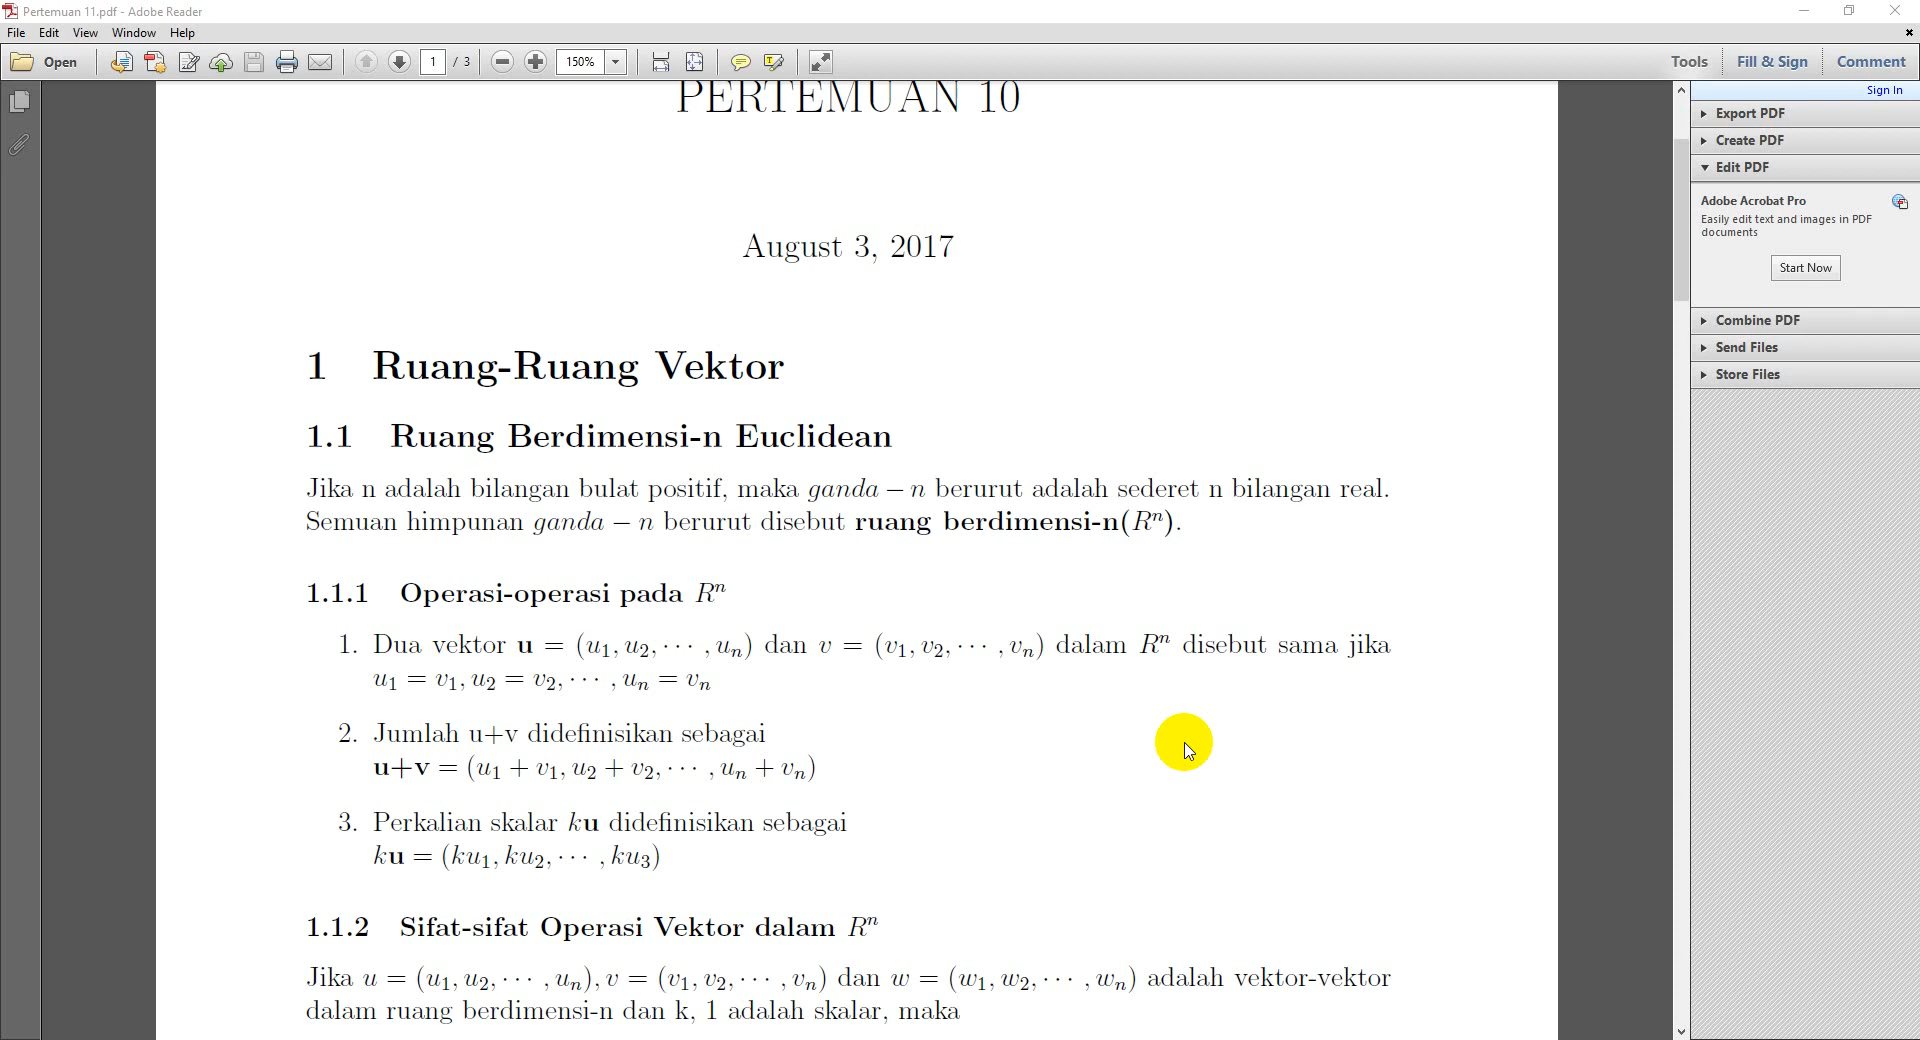 Pertemuan 11.pdf - Adobe Reader
File Edit View Window Help
Open 1 / 3 150% Tools Fill & Sign Comment
Sign In
Export PDF
Create PDF
Edit PDF
Adobe Acrobat Pro
Easily edit text and images in PDF
documents
Start Now
Combine PDF
Send Files
Store Files
PERTEMUAN 10
August 3, 2017
1 Ruang-Ruang Vektor
1.1 Ruang Berdimensi-n Euclidean
Jika n adalah bilangan bulat positif, maka ganda − n berurut adalah sederet n bilangan real.
Semuan himpunan ganda − n berurut disebut ruang berdimensi-n(Rⁿ).
1.1.1 Operasi-operasi pada Rⁿ
1. Dua vektor u = (u₁, u₂, ⋯ , uₙ) dan v = (v₁, v₂, ⋯ , vₙ) dalam Rⁿ disebut sama jika
u₁ = v₁, u₂ = v₂, ⋯ , uₙ = vₙ
2. Jumlah u+v didefinisikan sebagai
u+v = (u₁ + v₁, u₂ + v₂, ⋯ , uₙ + vₙ)
3. Perkalian skalar ku didefinisikan sebagai
ku = (ku₁, ku₂, ⋯ , ku₃)
1.1.2 Sifat-sifat Operasi Vektor dalam Rⁿ
Jika u = (u₁, u₂, ⋯ , uₙ), v = (v₁, v₂, ⋯ , vₙ) dan w = (w₁, w₂, ⋯ , wₙ) adalah vektor-vektor
dalam ruang berdimensi-n dan k, 1 adalah skalar, maka